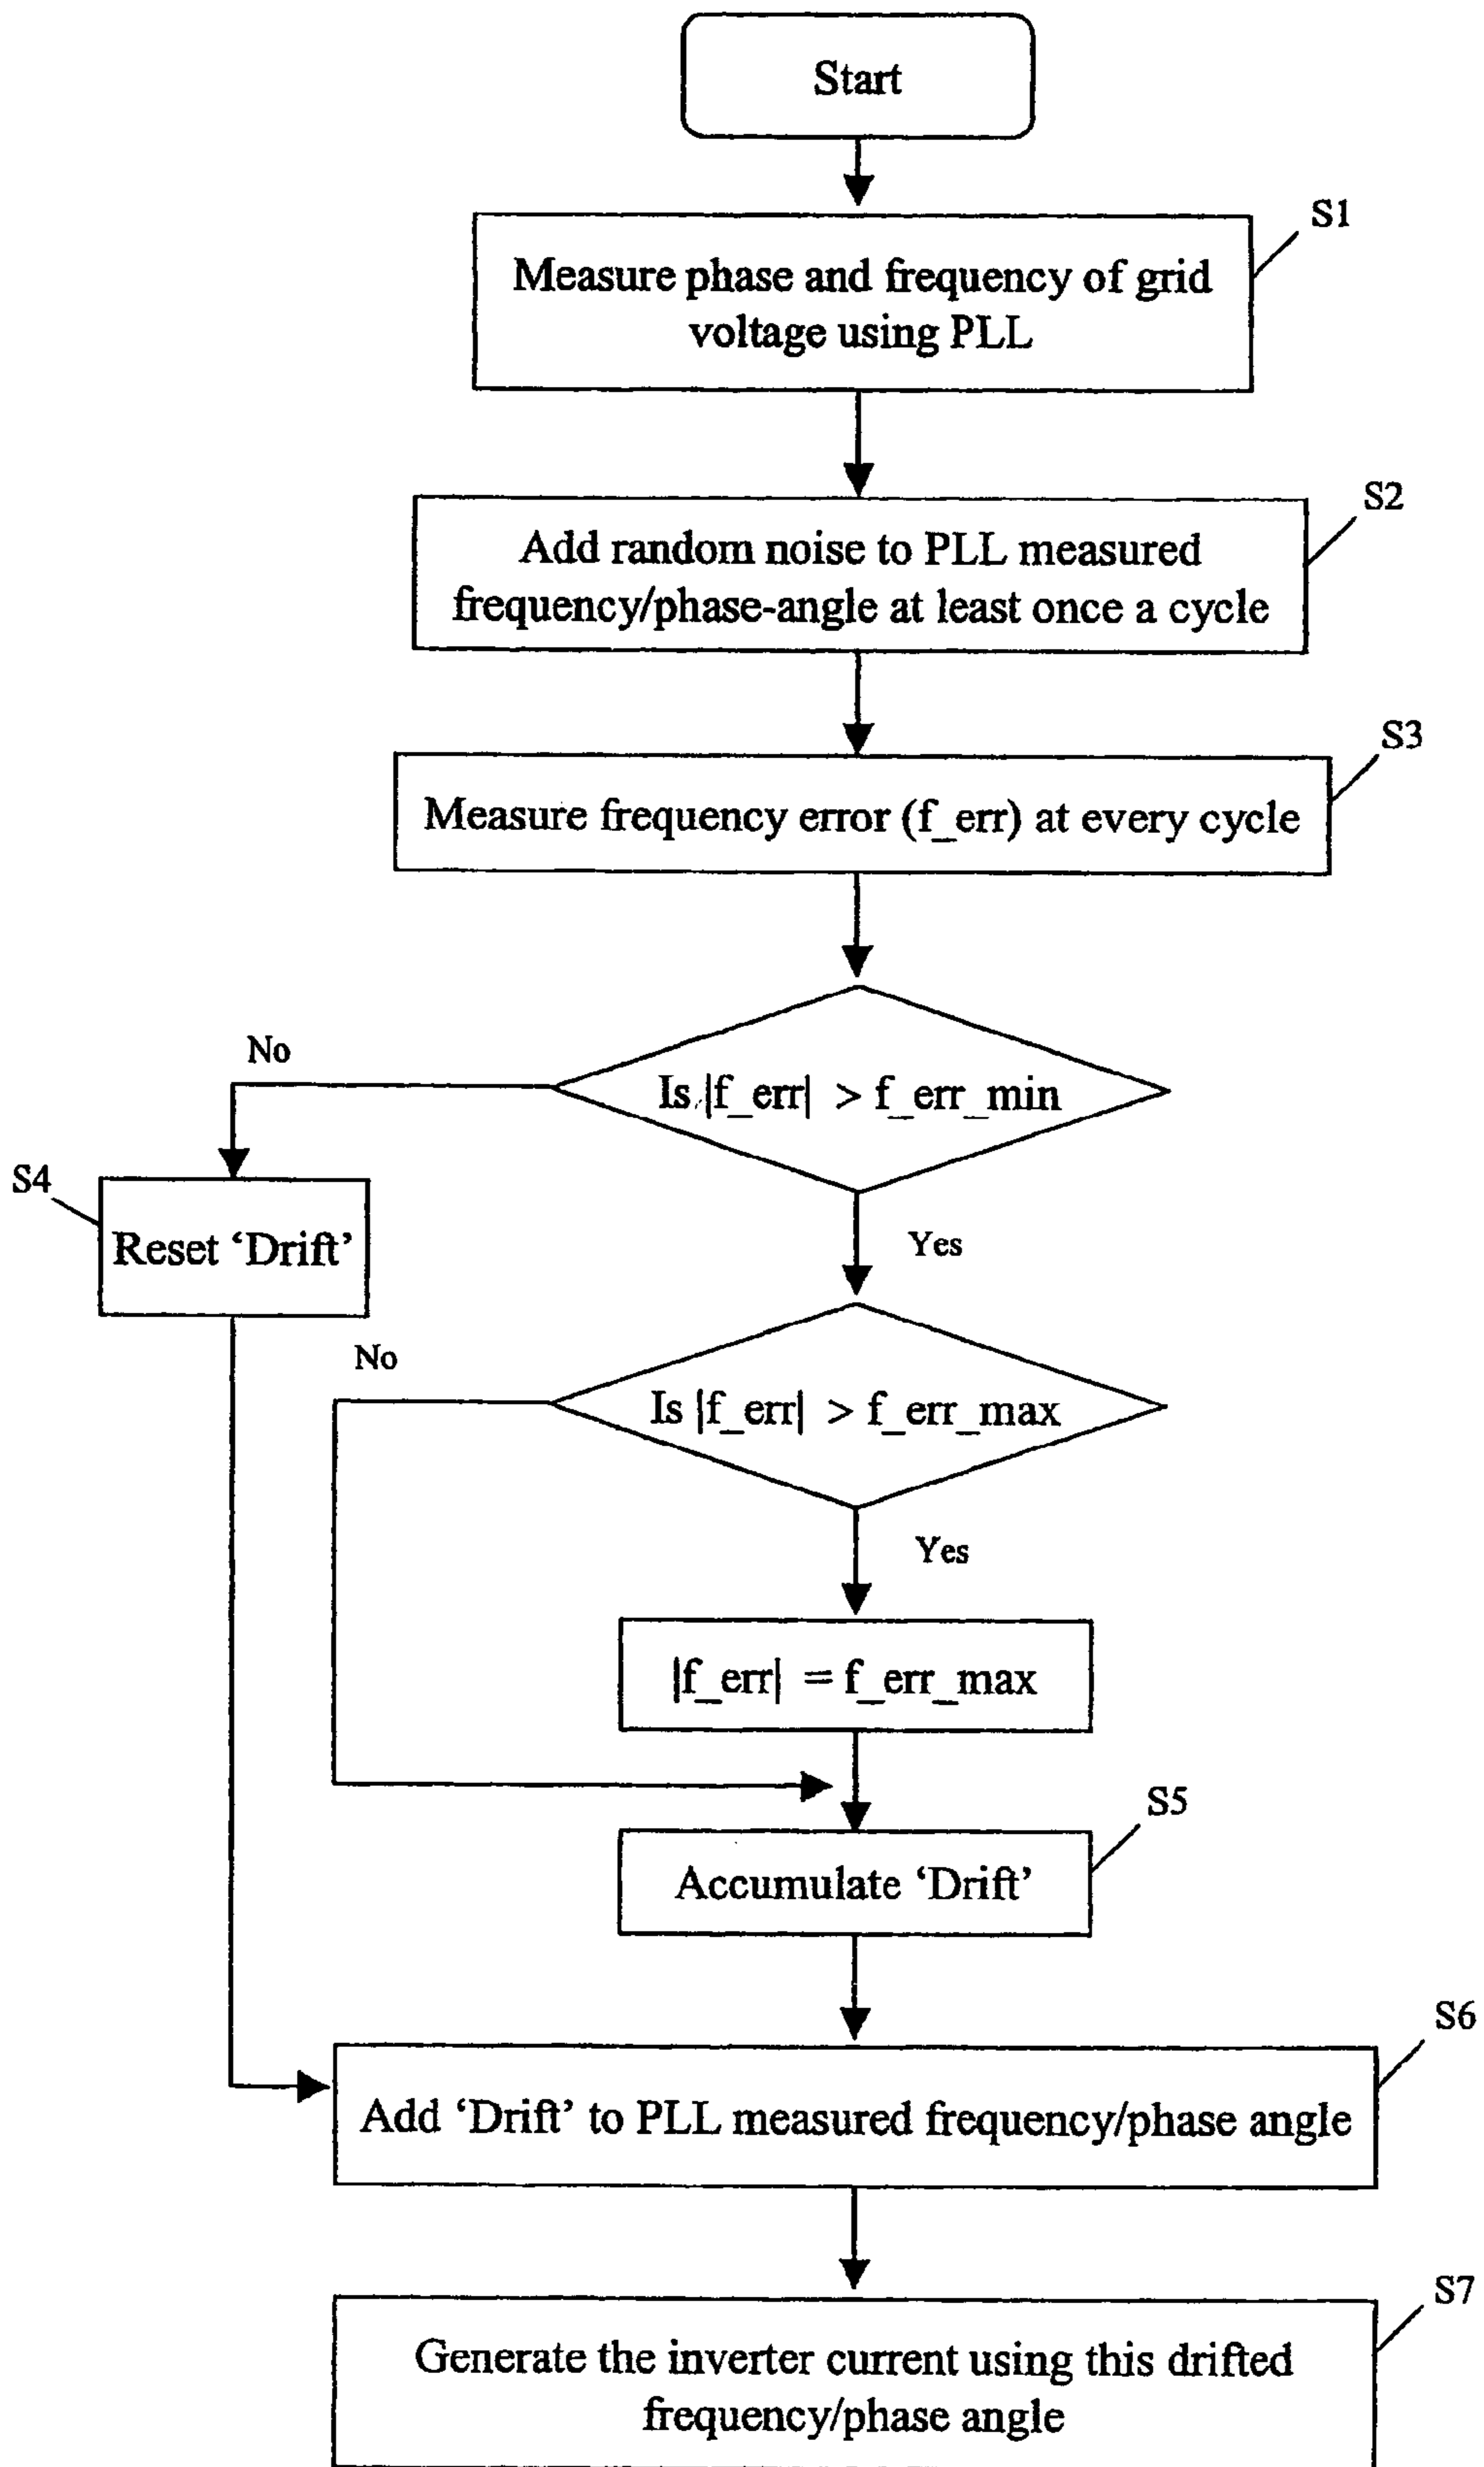 Start
S1
Measure phase and frequency of grid
voltage using PLL
S2
Add random noise to PLL measured
frequency/phase-angle at least once a cycle
S3
Measure frequency error (f_err) at every cycle
No
Is |f_err| > f_err_min
S4
Reset ‘Drift’
Yes
No
Is |f_err| > f_err_max
Yes
|f_err| = f_err_max
S5
Accumulate ‘Drift’
S6
Add ‘Drift’ to PLL measured frequency/phase angle
S7
Generate the inverter current using this drifted
frequency/phase angle